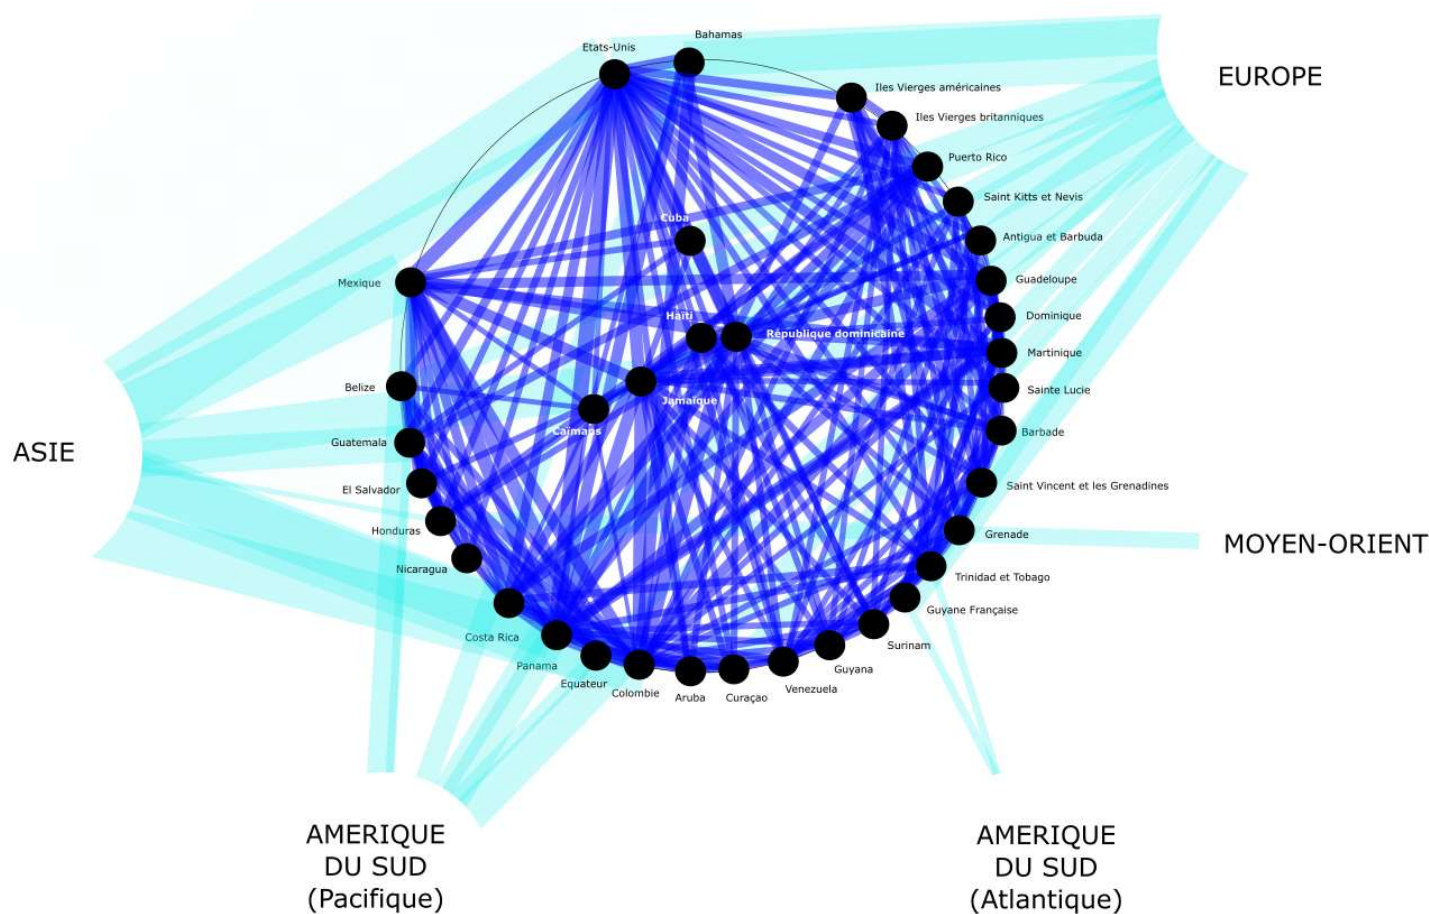 Bahamas
Etats-Unis
EUROPE
Iles Vierges américaines
Iles Vierges britanniques
Puerto Rico
Saint Kitts et Nevis
Cuba
Antigua et Barbuda
Mexique
Guadeloupe
Haïti
Dominique
République dominicaine
Martinique
Belize
Sainte Lucie
Jamaïque
Caïmans
Barbade
Guatemala
ASIE
El Salvador
Saint Vincent et les Grenadines
Honduras
Grenade
MOYEN-ORIENT
Nicaragua
Trinidad et Tobago
Guyane Française
Costa Rica
Surinam
Panama
Guyana
Equateur
Colombie
Venezuela
Aruba
Curaçao
AMERIQUE
DU SUD
(Pacifique)
AMERIQUE
DU SUD
(Atlantique)